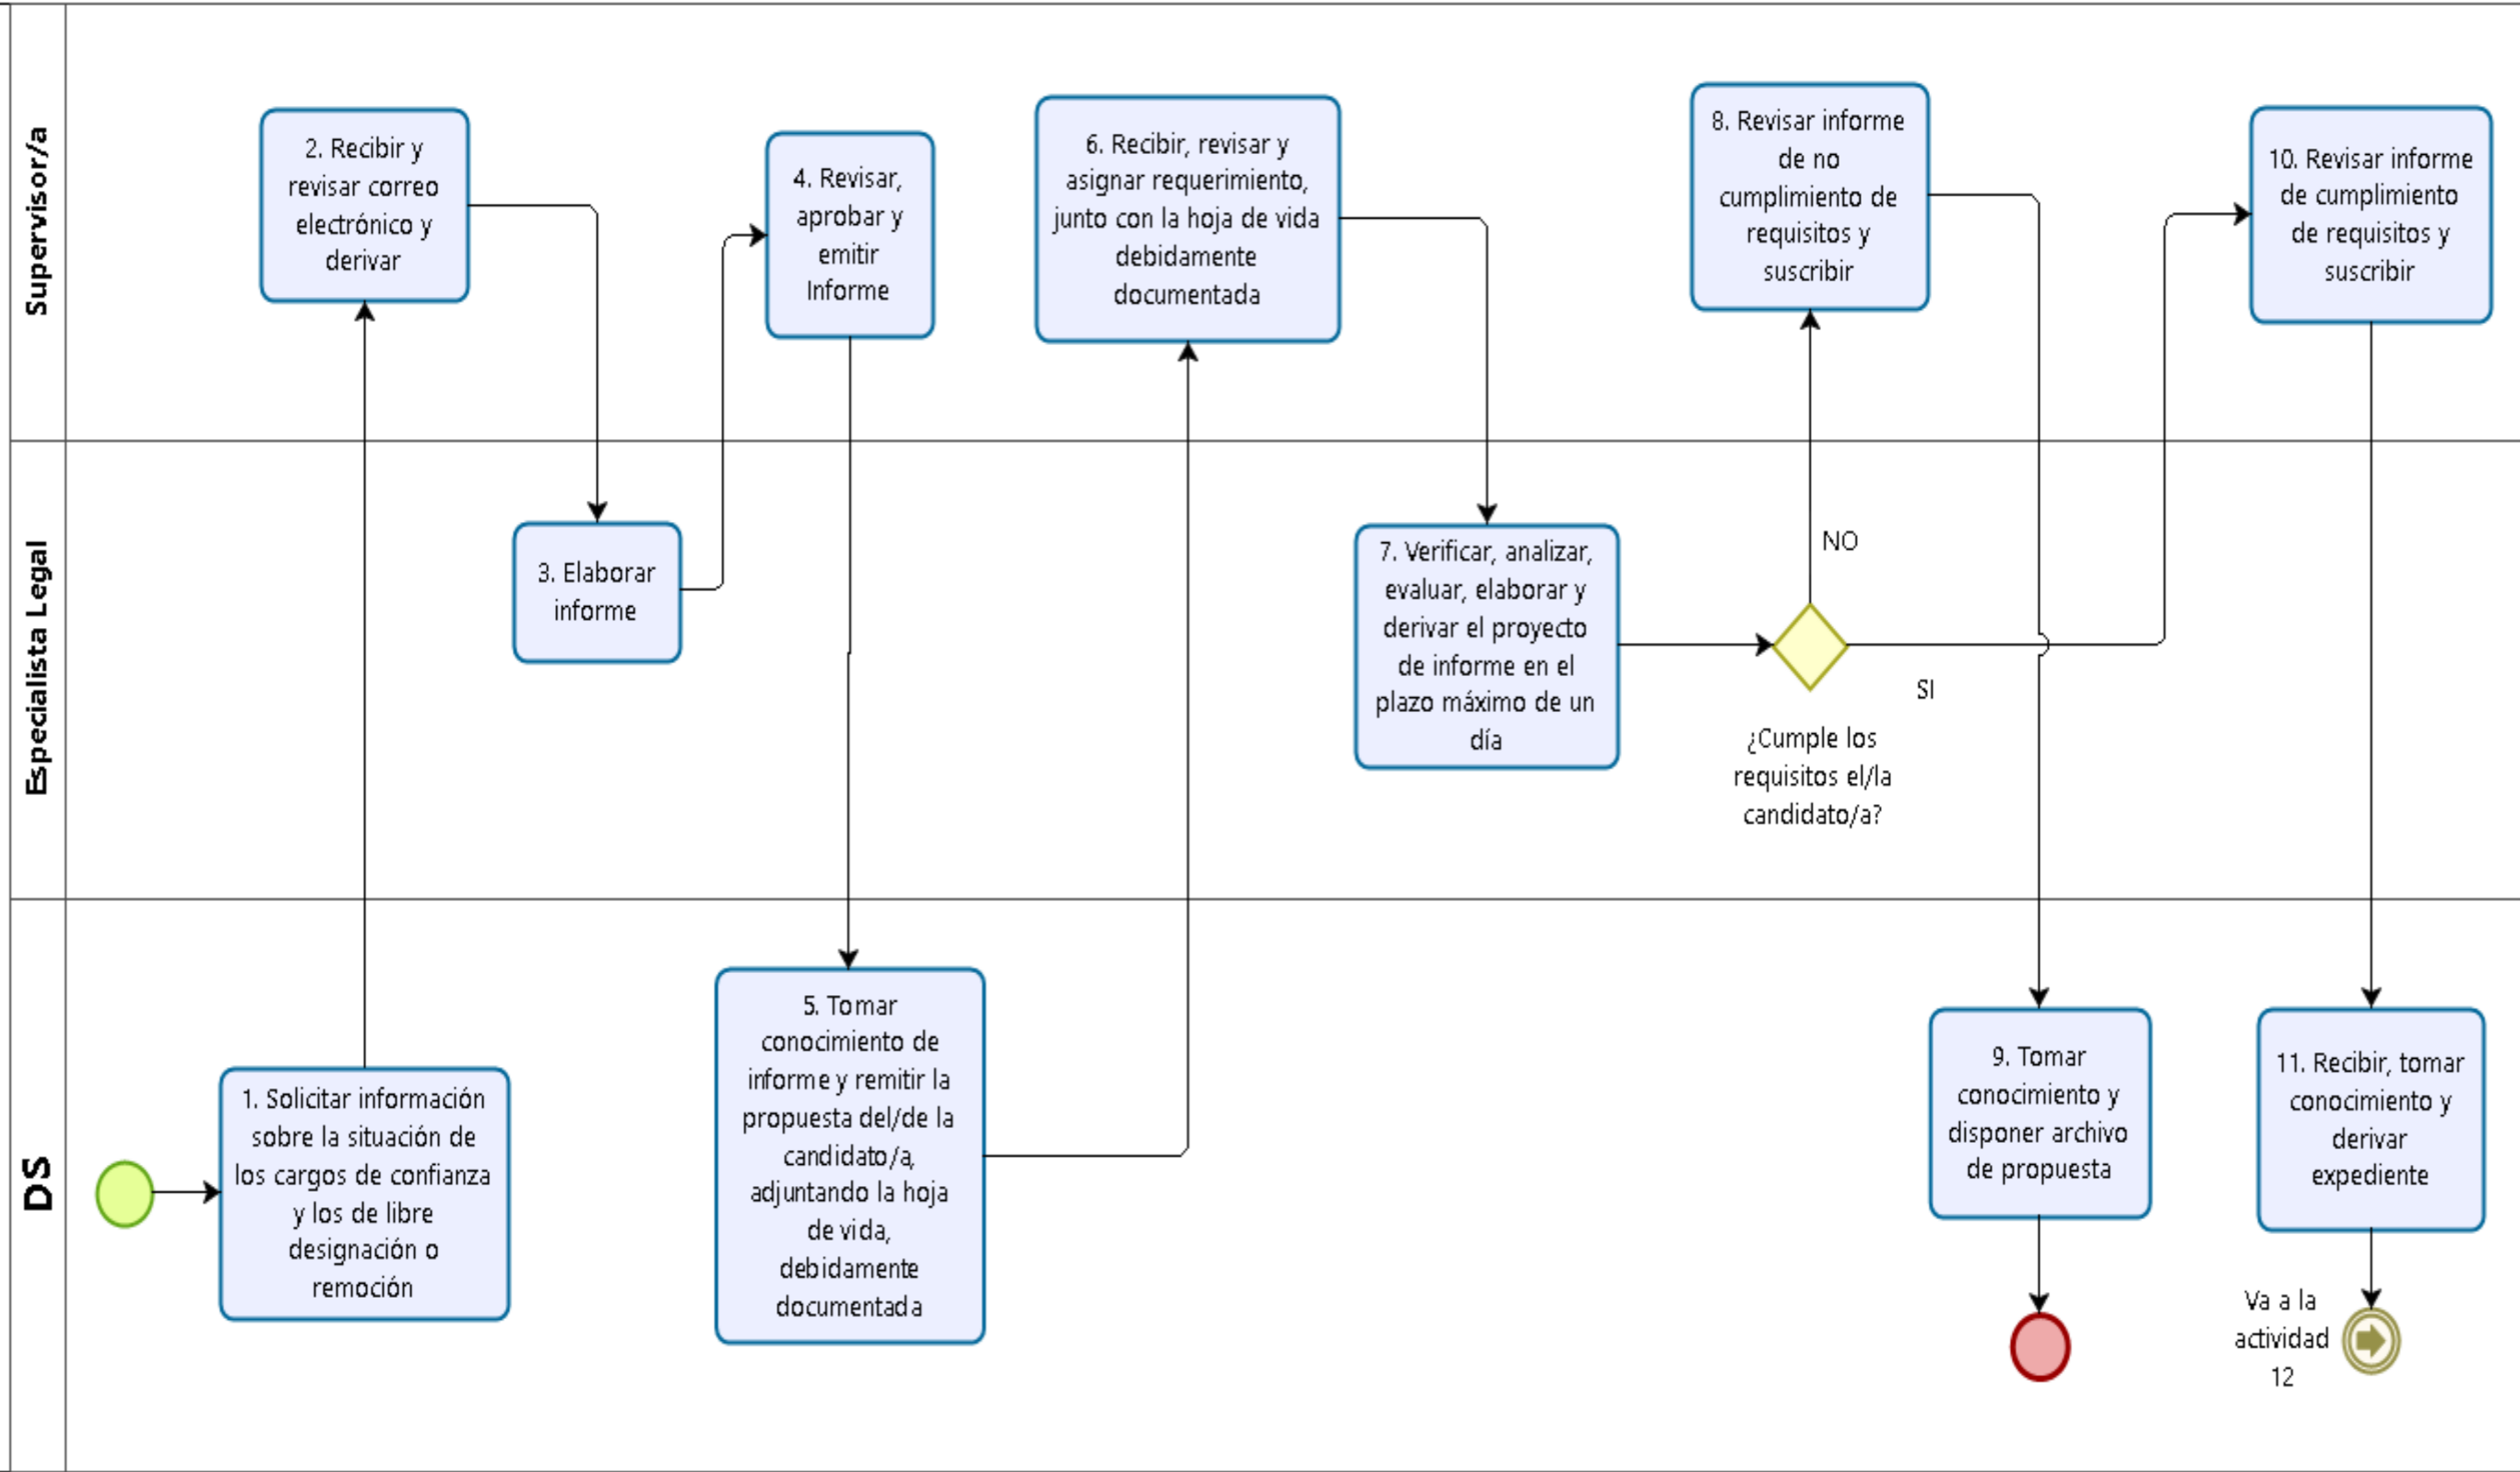 Supervisor/a
2. Recibir y
revisar correo
electrónico y
derivar
4. Revisar,
aprobar y
emitir
Informe
6. Recibir, revisar y
asignar requerimiento,
junto con la hoja de vida
debidamente
documentada
8. Revisar informe
de no
cumplimiento de
requisitos y
suscribir
10. Revisar informe
de cumplimiento
de requisitos y
suscribir
Especialista Legal
3. Elaborar
informe
7. Verificar, analizar,
evaluar, elaborar y
derivar el proyecto
de informe en el
plazo máximo de un
día
NO
SI
¿Cumple los
requisitos el/la
candidato/a?
DS
1. Solicitar información
sobre la situación de
los cargos de confianza
y los de libre
designación o
remoción
5. Tomar
conocimiento de
informe y remitir la
propuesta del/de la
candidato/a,
adjuntando la hoja
de vida,
debidamente
documentada
9. Tomar
conocimiento y
disponer archivo
de propuesta
11. Recibir, tomar
conocimiento y
derivar
expediente
Va a la
actividad
12